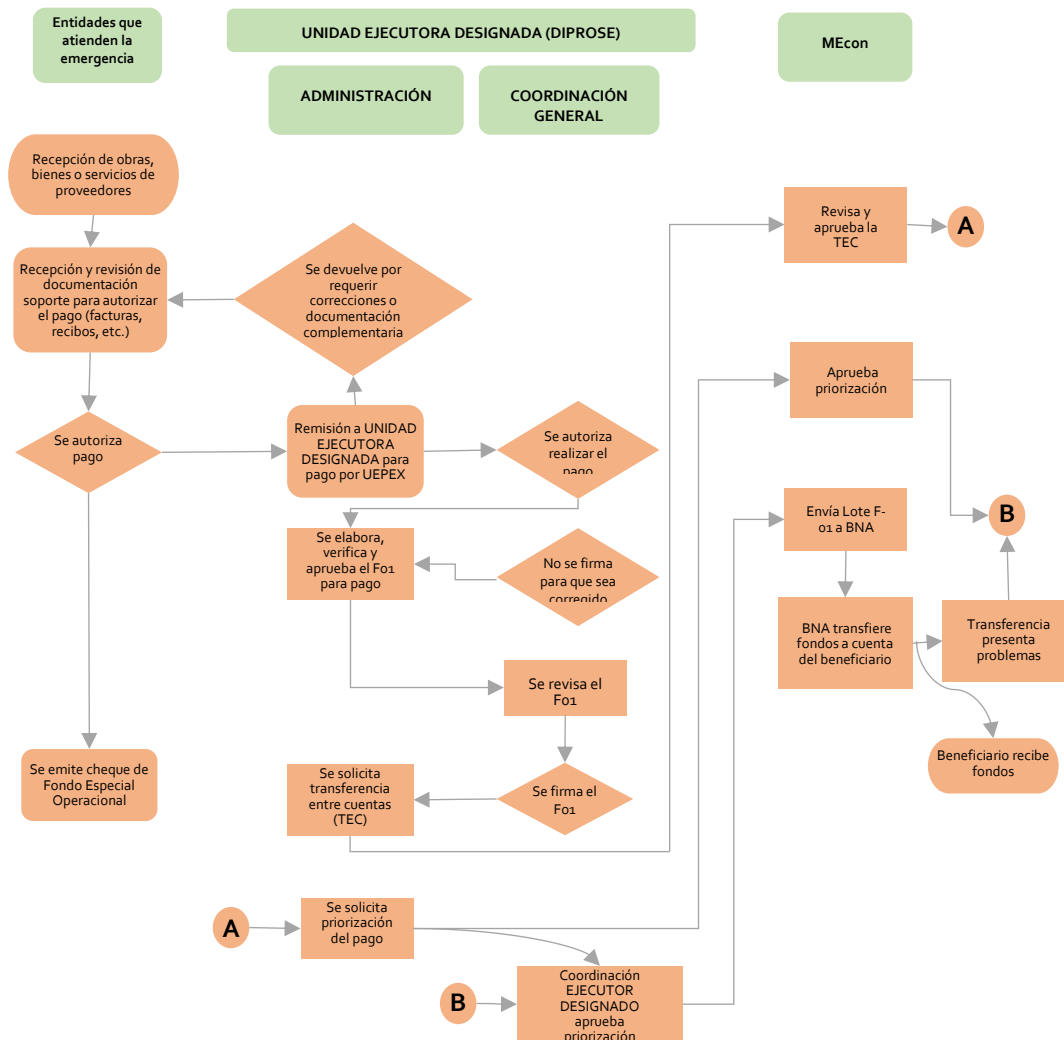 Entidades que
atienden la
emergencia
UNIDAD EJECUTORA DESIGNADA (DIPROSE)
MEcon
ADMINISTRACIÓN
COORDINACIÓN
GENERAL
Recepción de obras,
bienes o servicios de
proveedores
Revisa y
aprueba la
TEC
A
Recepción y revisión de
documentación
soporte para autorizar
el pago (facturas,
recibos, etc.)
Se devuelve por
requerir
correcciones o
documentación
complementaria
Aprueba
priorización
Se autoriza
pago
Remisión a UNIDAD
EJECUTORA
DESIGNADA para
pago por UEPEX
Se autoriza
realizar el
pago
Envía Lote F-
01 a BNA
B
Se elabora,
verifica y
aprueba el F01
para pago
No se firma
para que sea
corregido
BNA transfiere
fondos a cuenta
del beneficiario
Transferencia
presenta
problemas
Se revisa el
F01
Beneficiario recibe
fondos
Se emite cheque de
Fondo Especial
Operacional
Se solicita
transferencia
entre cuentas
(TEC)
Se firma el
F01
A
Se solicita
priorización
del pago
B
Coordinación
EJECUTOR
DESIGNADO
aprueba
priorización